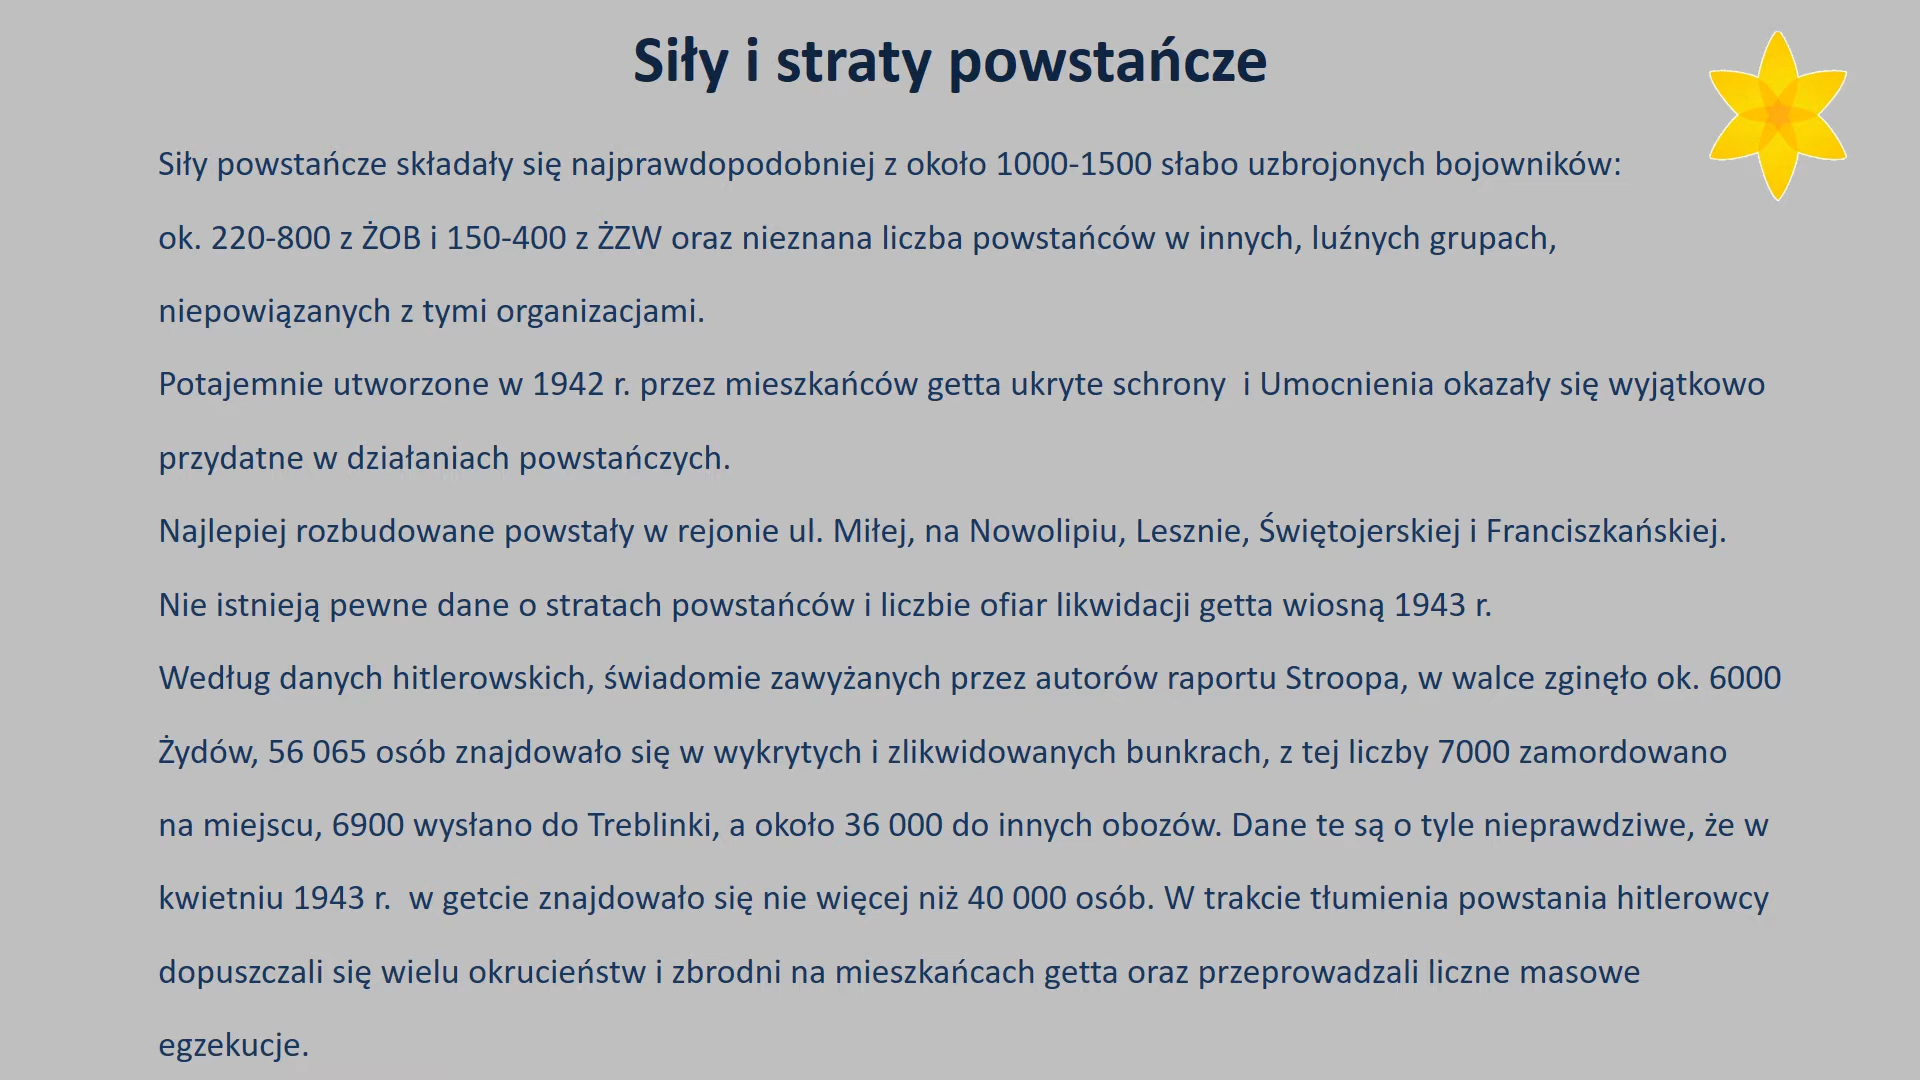 Siły i straty powstańcze
Siły powstańcze składały się najprawdopodobniej z około 1000-1500 słabo uzbrojonych bojowników:
ok. 220-800 z ŻOB i 150-400 z ŻZW oraz nieznana liczba powstańców w innych, luźnych grupach,
niepowiązanych z tymi organizacjami.
Potajemnie utworzone w 1942 r. przez mieszkańców getta ukryte schrony  i Umocnienia okazały się wyjątkowo
przydatne w działaniach powstańczych.
Najlepiej rozbudowane powstały w rejonie ul. Miłej, na Nowolipiu, Lesznie, Świętojerskiej i Franciszkańskiej.
Nie istnieją pewne dane o stratach powstańców i liczbie ofiar likwidacji getta wiosną 1943 r.
Według danych hitlerowskich, świadomie zawyżanych przez autorów raportu Stroopa, w walce zginęło ok. 6000
Żydów, 56 065 osób znajdowało się w wykrytych i zlikwidowanych bunkrach, z tej liczby 7000 zamordowano
na miejscu, 6900 wysłano do Treblinki, a około 36 000 do innych obozów. Dane te są o tyle nieprawdziwe, że w
kwietniu 1943 r.  w getcie znajdowało się nie więcej niż 40 000 osób. W trakcie tłumienia powstania hitlerowcy
dopuszczali się wielu okrucieństw i zbrodni na mieszkańcach getta oraz przeprowadzali liczne masowe
egzekucje.